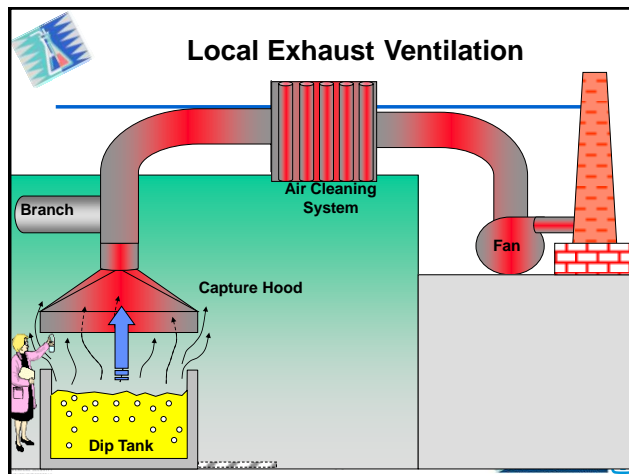 Local Exhaust Ventilation
Air Cleaning
System
Branch
Fan
Capture Hood
Dip Tank